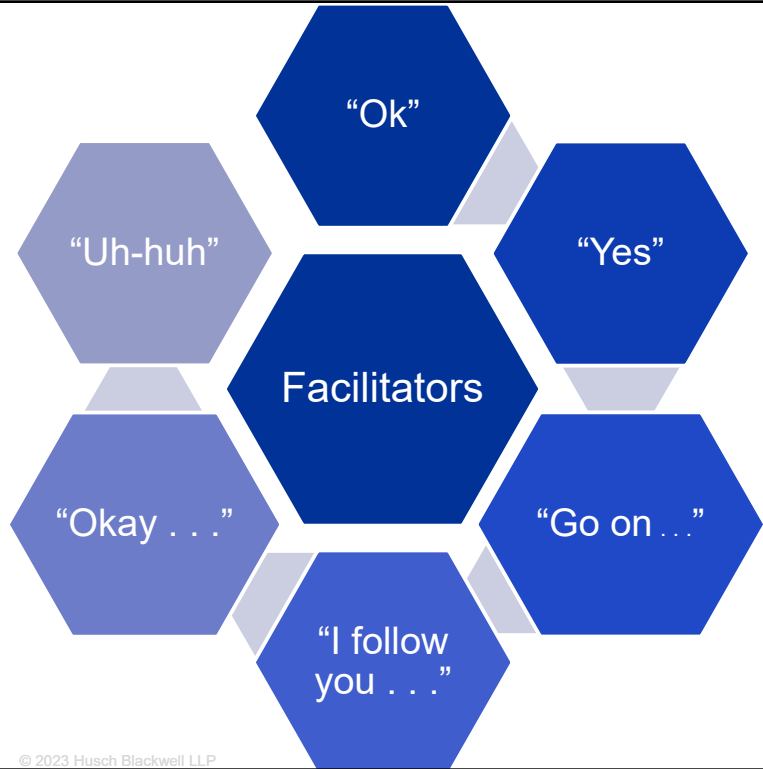 “Ok”
“Yes”
“Go on . . .”
“I follow
you . . .”
“Okay . . .”
“Uh-huh”
Facilitators
© 2023 Husch Blackwell LLP